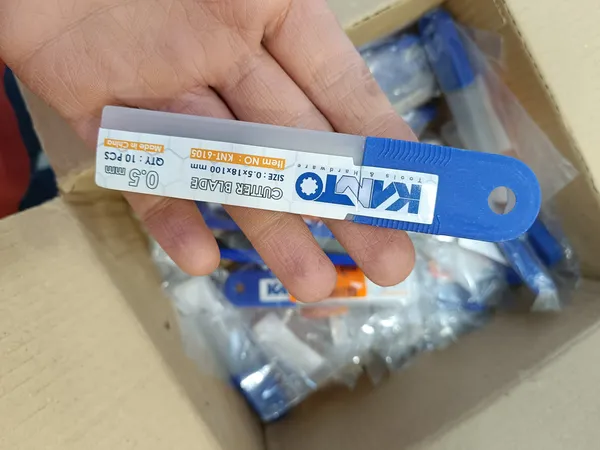 KANTO
Tools & Hardware
CUTTER BLADE
SIZE : 0.5x18x100 mm
Item NO : KNT-6105
0.5
mm
QTY : 10 PCS
Made in China